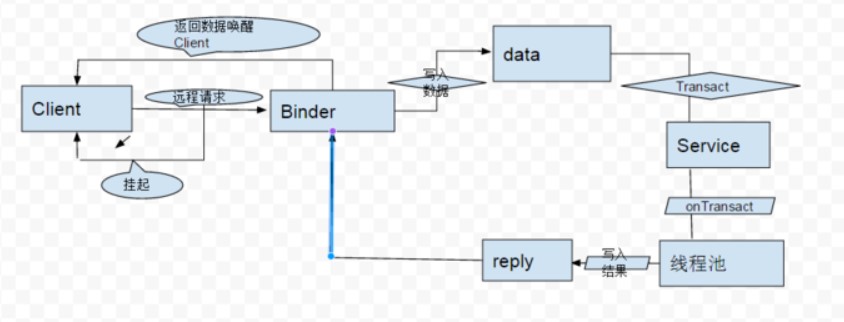 返回数据唤醒
Client
Client
远程请求
Binder
写入
数据
data
Transact
Service
挂起
onTransact
reply
写入
结果
线程池